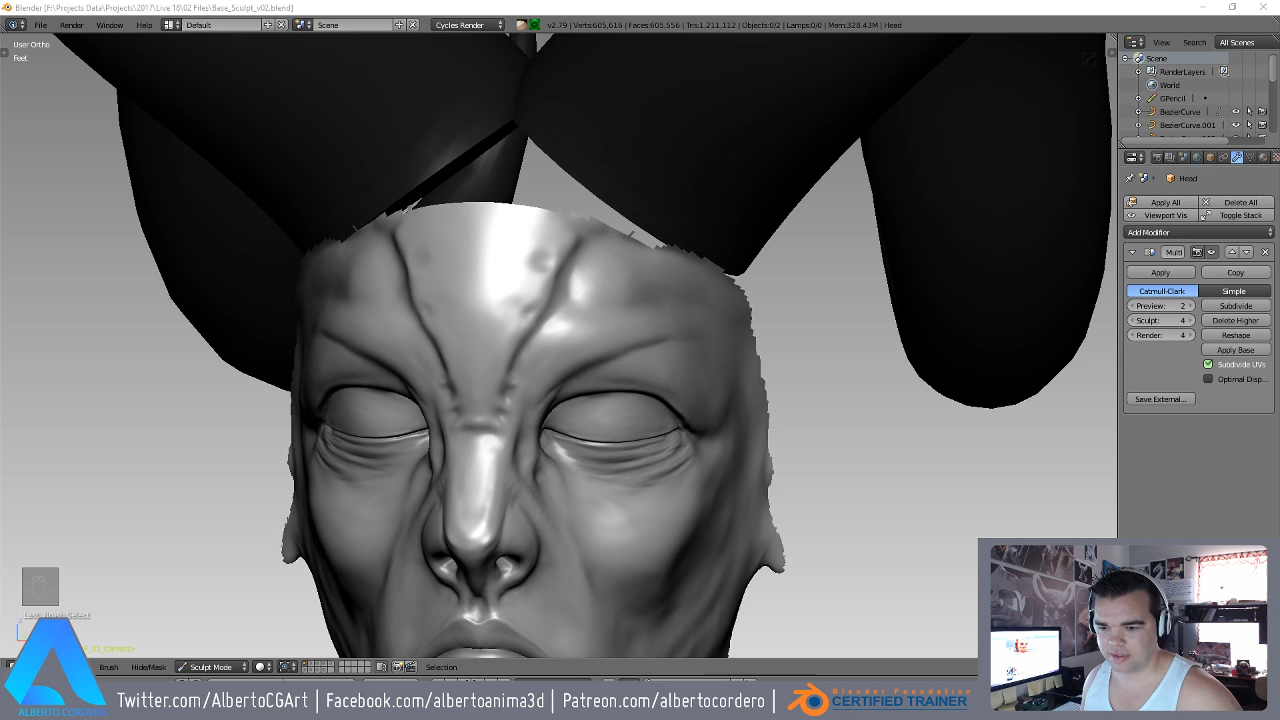 Blender [F:\Projects Data\Projects\2017\Live 18\02 Files\Base_Sculpt_v02.blend]
File Render Window Help Default Scene Cycles Render v2.79 | Verts:605,616 | Faces:605,556 | Tris:1,211,112 | Objects:0/2 | Lamps:0/0 | Mem:328.43M | Head
User Ortho
Feet
View Search All Scenes
Scene
RenderLayers
World
GPencil
BezierCurve
BezierCurve.001
Head
Apply All Delete All
Viewport Vis Toggle Stack
Add Modifier
Multi
Apply Copy
Catmull-Clark Simple
Preview: 2 Subdivide
Sculpt: 4 Delete Higher
Render: 4 Reshape
Apply Base
Subdivide UVs
Optimal Disp...
Save External...
Brush Hide/Mask Sculpt Mode Selection
ALBERTO CORDERO
Twitter.com/AlbertoCGArt | Facebook.com/albertoanima3d | Patreon.com/albertocordero |
Blender Foundation
CERTIFIED TRAINER